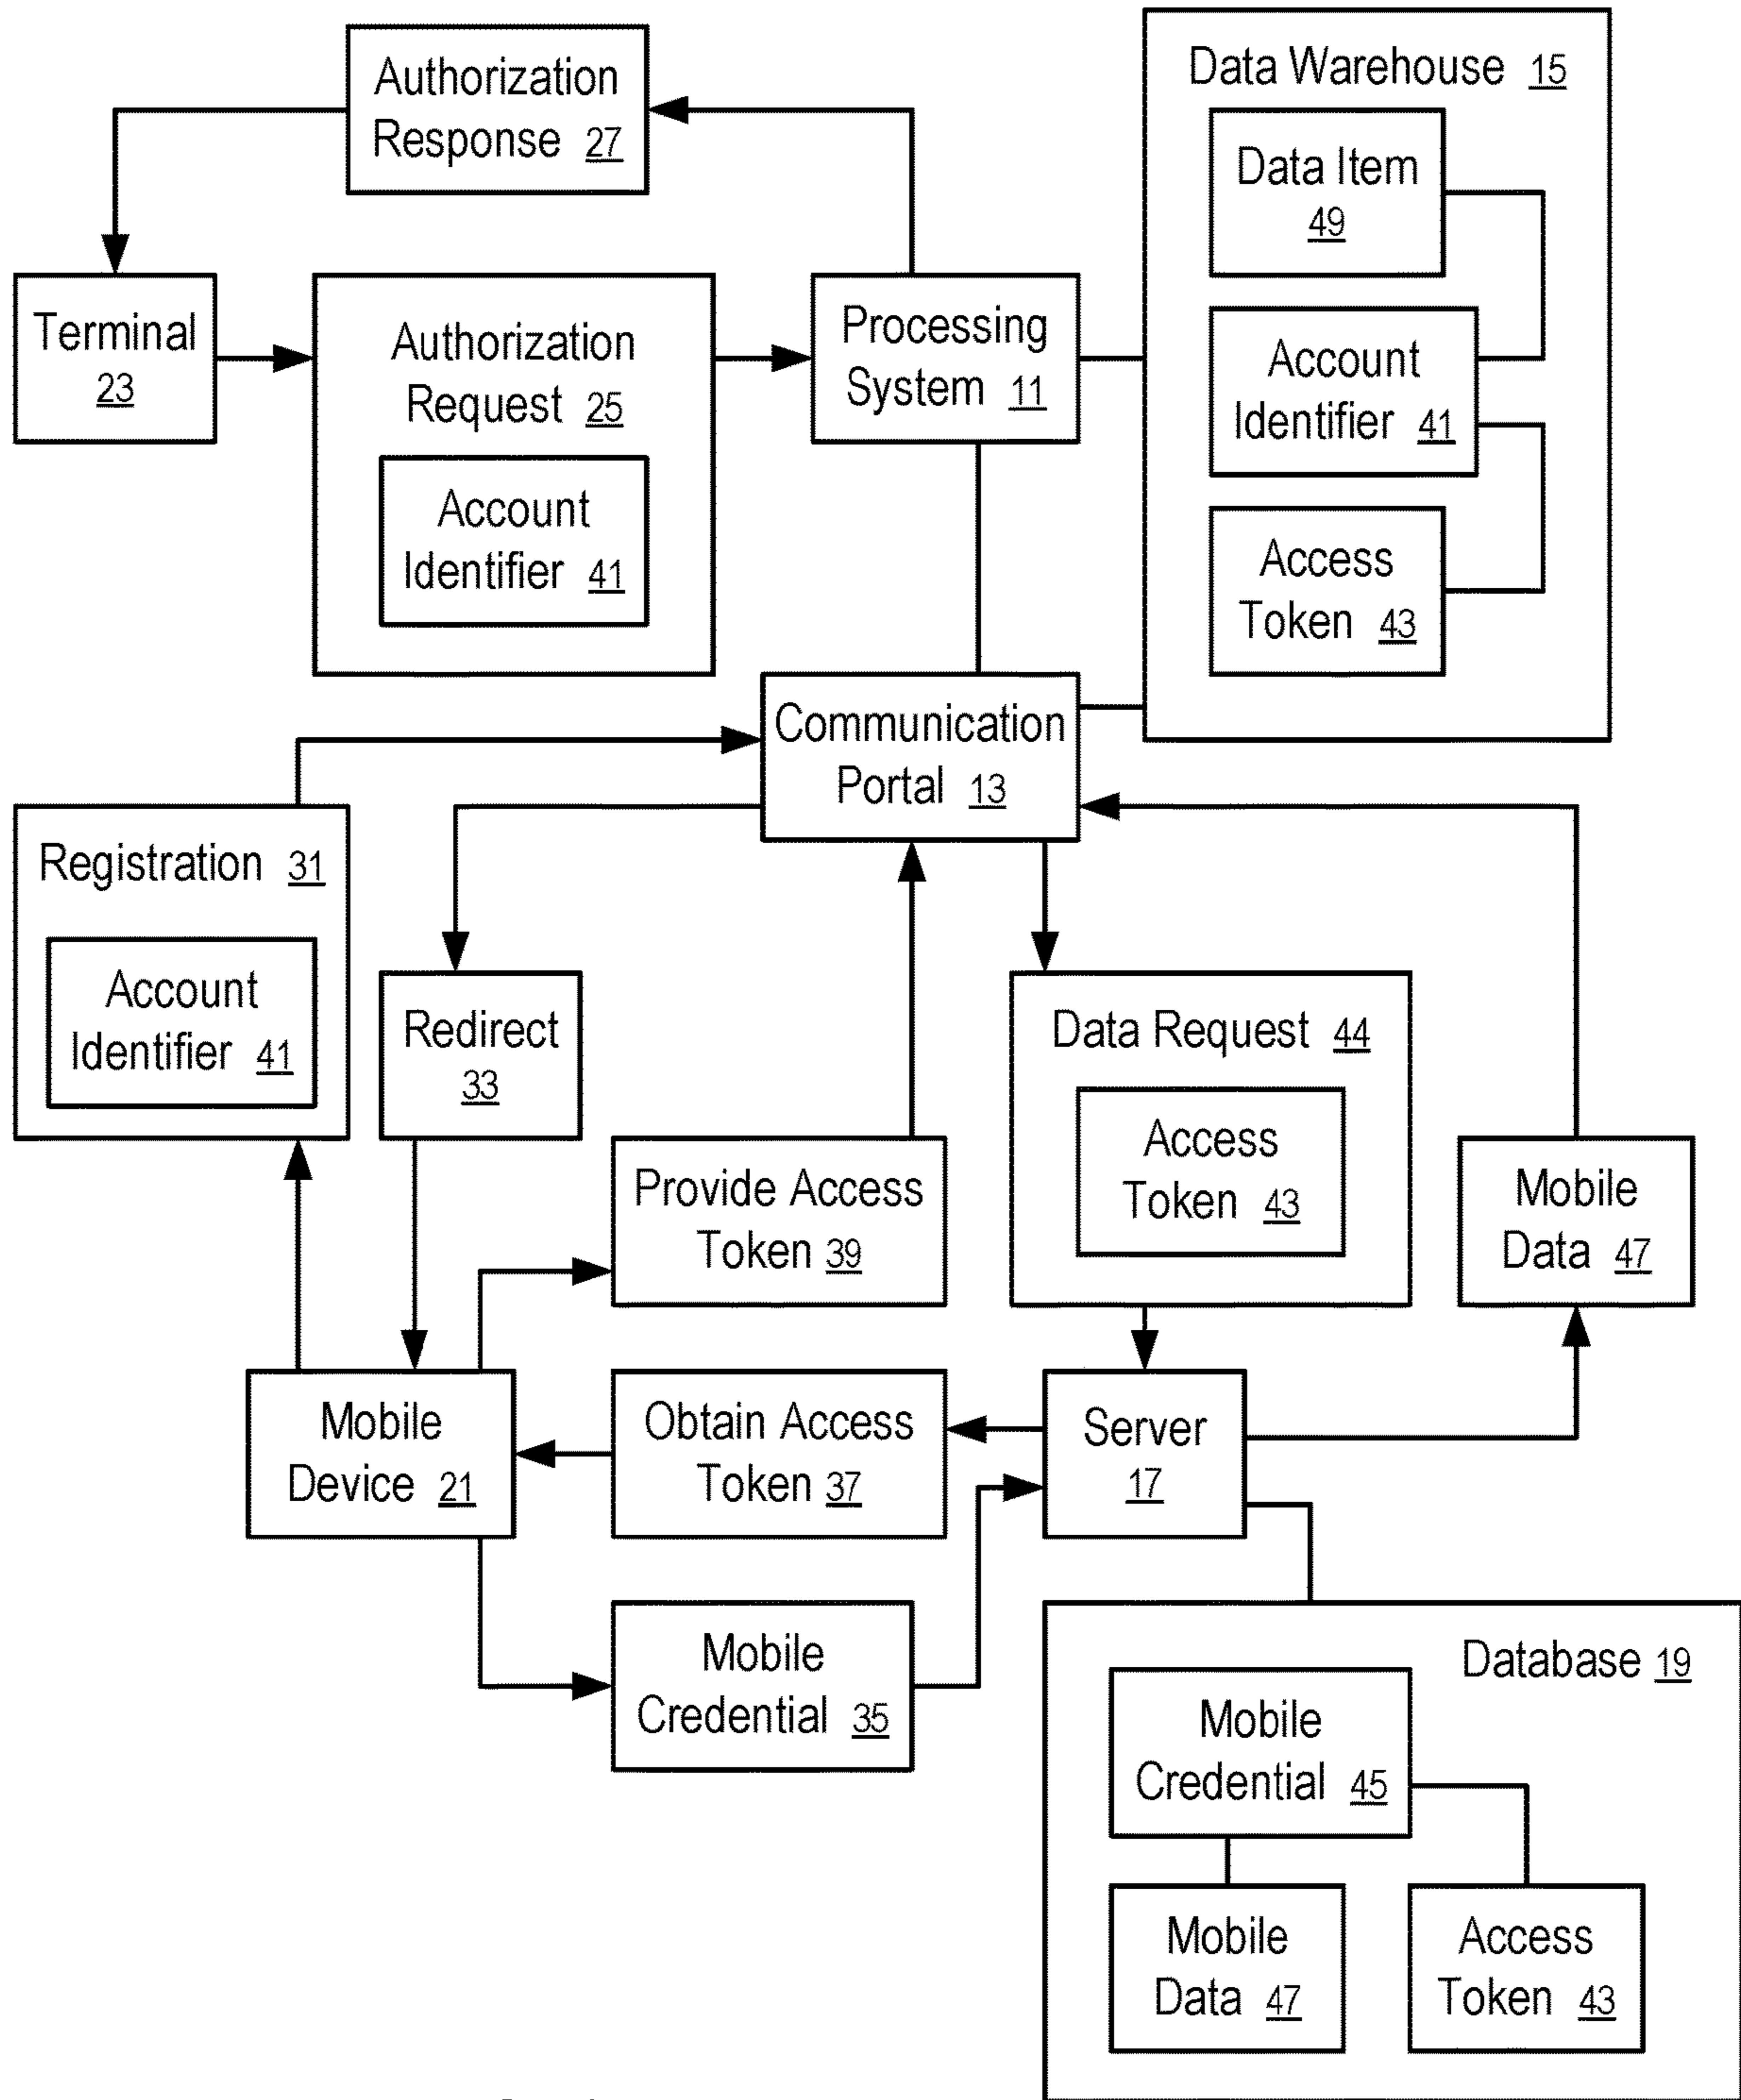 Authorization
Response 27
Data Warehouse 15
Data Item
49
Terminal
23
Authorization
Request 25
Account
Identifier 41
Processing
System 11
Account
Identifier 41
Access
Token 43
Communication
Portal 13
Registration 31
Account
Identifier 41
Redirect
33
Data Request 44
Access
Token 43
Provide Access
Token 39
Mobile
Data 47
Mobile
Device 21
Obtain Access
Token 37
Server
17
Mobile
Credential 35
Database 19
Mobile
Credential 45
Mobile
Data 47
Access
Token 43